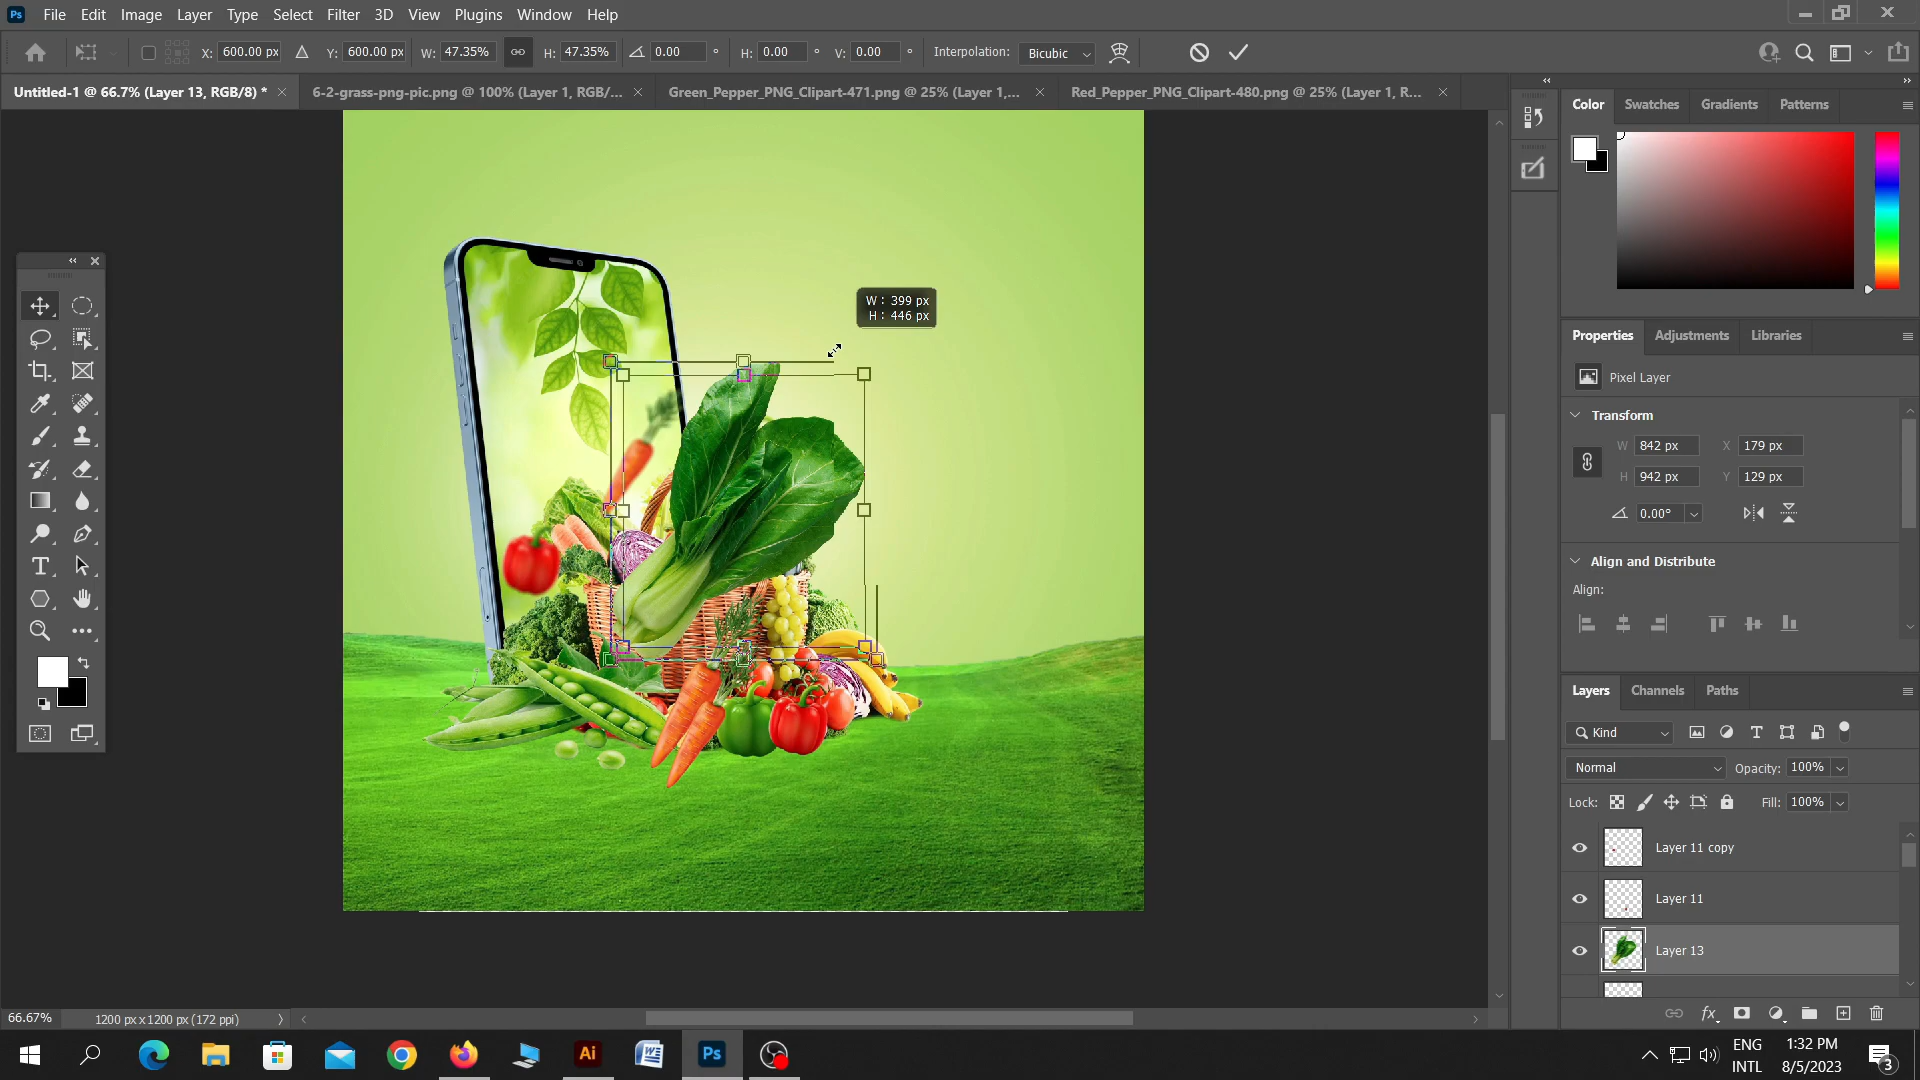 Ps File Edit Image Layer Type Select Filter 3D View Plugins Window Help
X: 600.00 px Y: 600.00 px W: 47.35% H: 47.35% 0.00 ° H: 0.00 ° V: 0.00 ° Interpolation: Bicubic
Untitled-1 @ 66.7% (Layer 13, RGB/8) * 6-2-grass-png-pic.png @ 100% (Layer 1, RGB/... Green_Pepper_PNG_Clipart-471.png @ 25% (Layer 1,... Red_Pepper_PNG_Clipart-480.png @ 25% (Layer 1, R...
Color Swatches Gradients Patterns
W : 399 px
H : 446 px
Properties Adjustments Libraries
Pixel Layer
Transform
W 842 px X 179 px
H 942 px Y 129 px
0.00°
Align and Distribute
Align:
Layers Channels Paths
Kind
Normal Opacity: 100%
Lock: Fill: 100%
Layer 11 copy
Layer 11
Layer 13
66.67% 1200 px x 1200 px (172 ppi)
Ai Ps
ENG 1:32 PM
INTL 8/5/2023 3